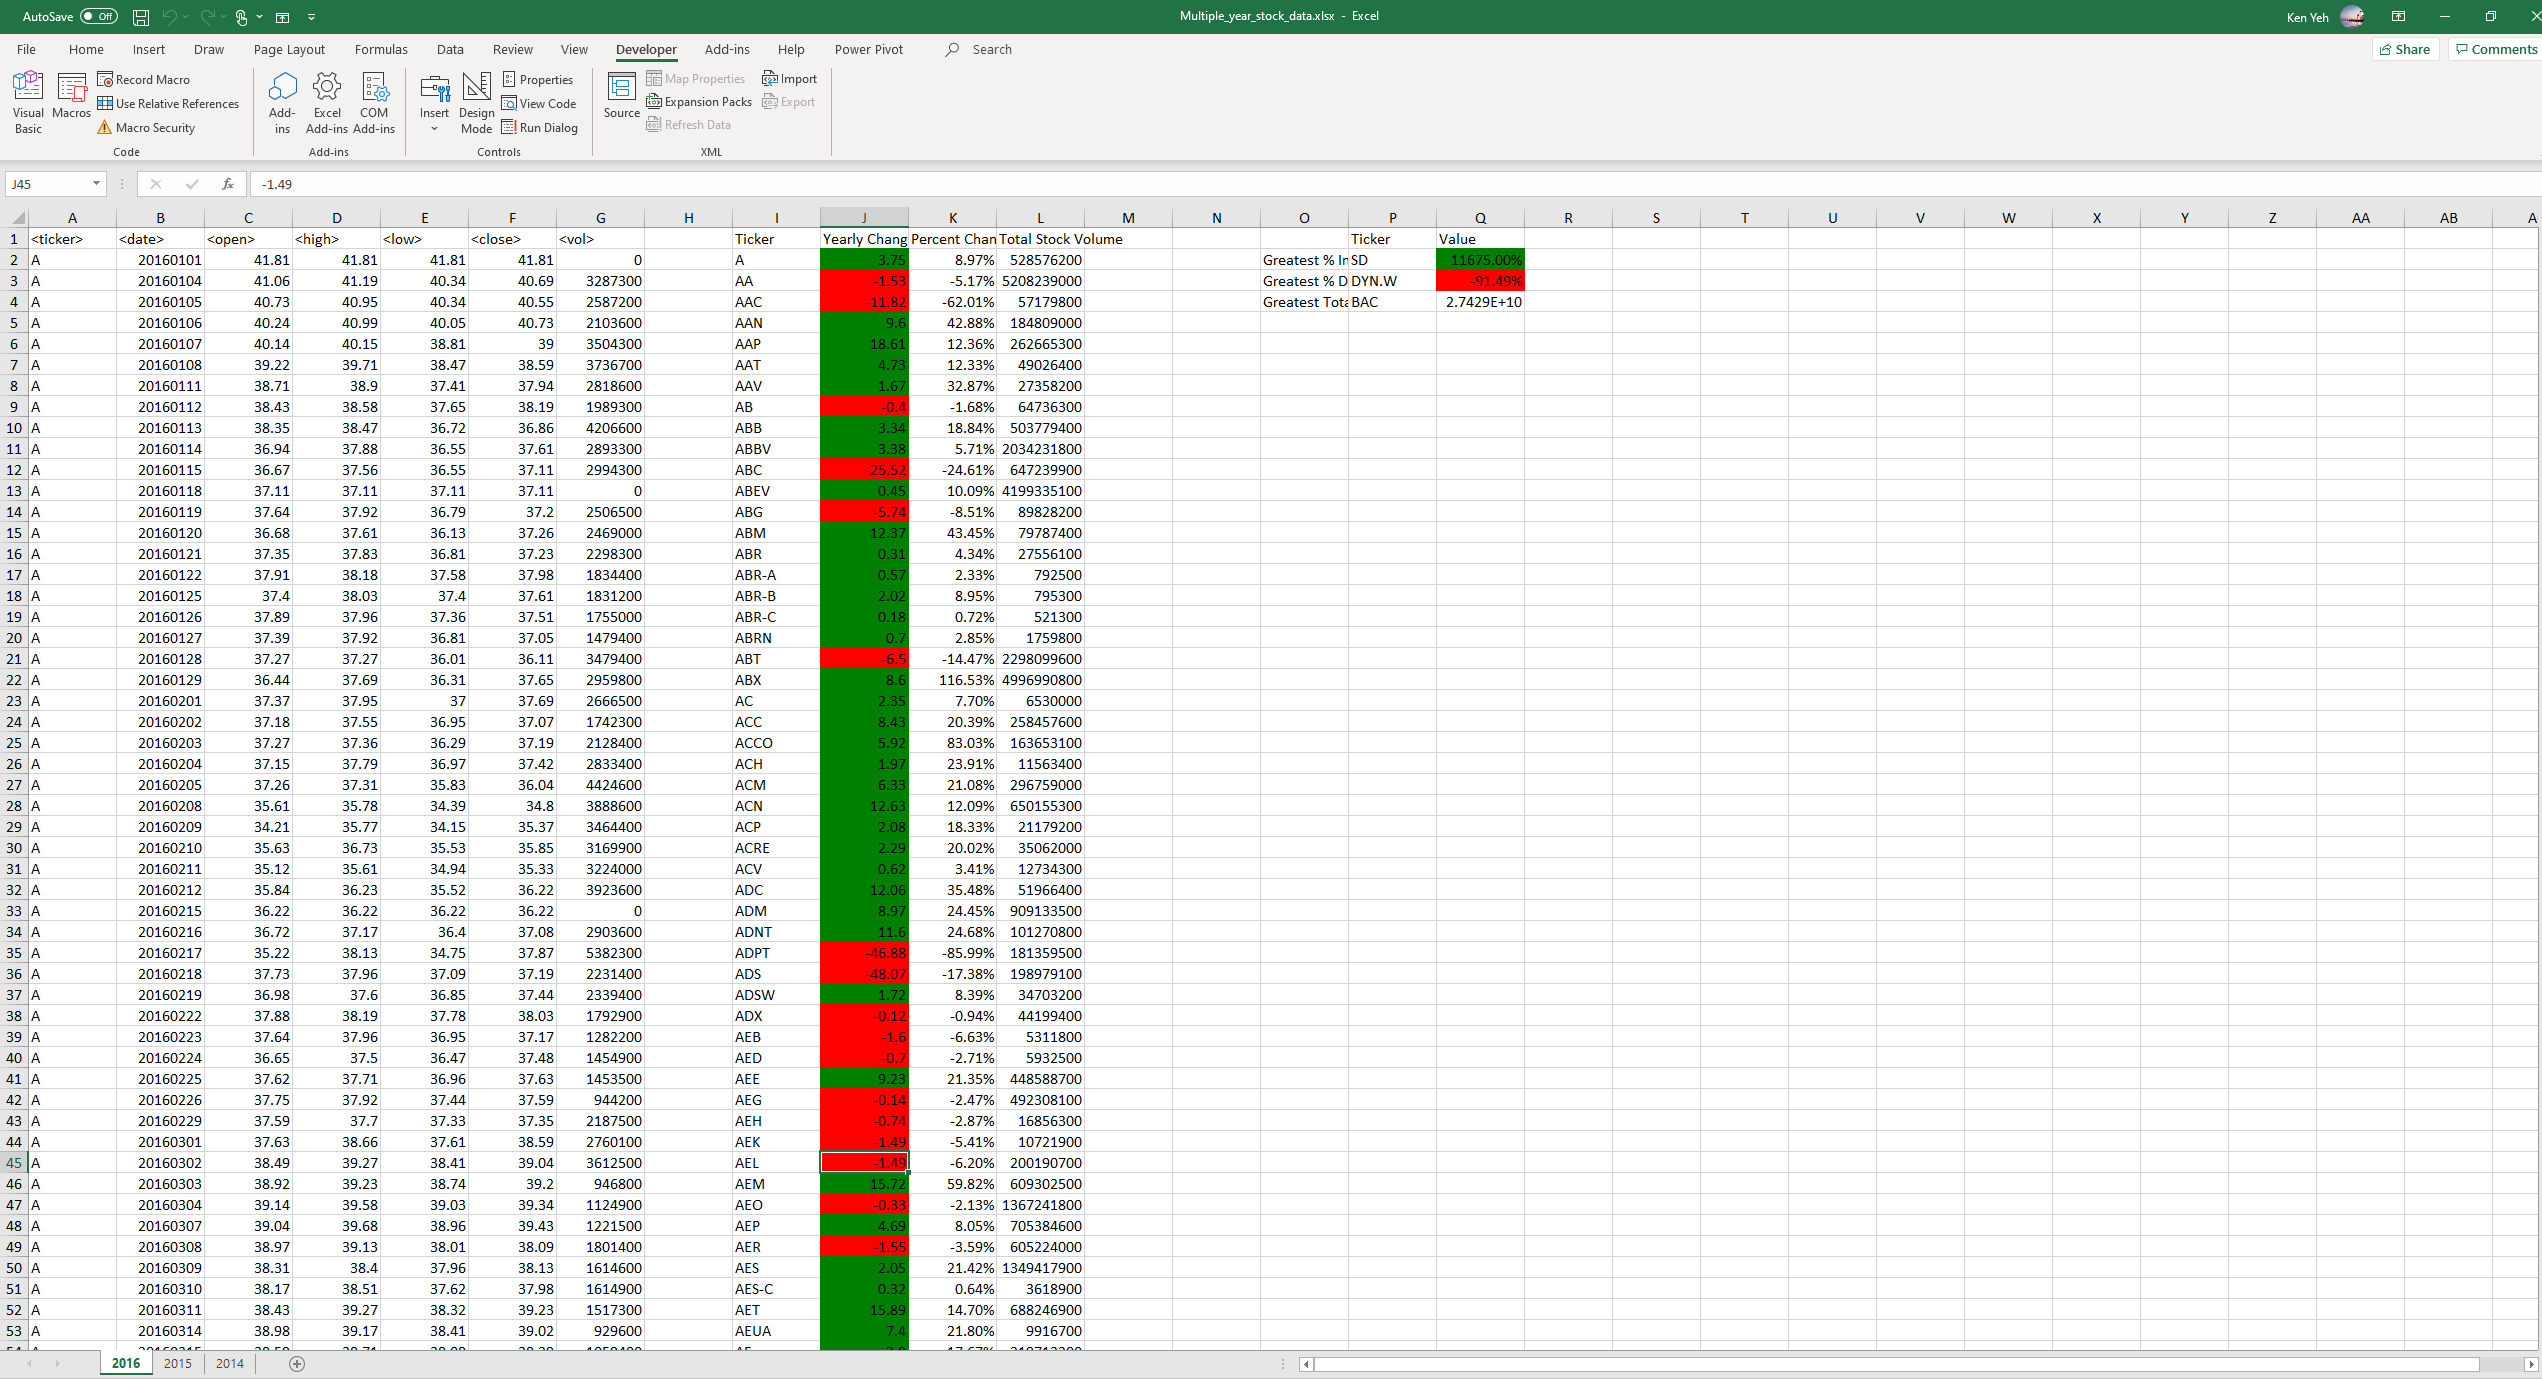 AutoSave Off Multiple_year_stock_data.xlsx - Excel Ken Yeh
File Home Insert Draw Page Layout Formulas Data Review View Developer Add-ins Help Power Pivot Search Share Comments
Visual Basic Macros Record Macro Use Relative References Macro Security
Add-ins Excel Add-ins COM Add-ins
Insert Design Mode Properties View Code Run Dialog
Source Map Properties Expansion Packs Refresh Data Import Export
Code Add-ins Controls XML
J45 fx -1.49
A B C D E F G H I J K L M N O P Q R S T U V W X Y Z AA AB A
1 <ticker> <date> <open> <high> <low> <close> <vol> Ticker Yearly Chang Percent Chan Total Stock Volume Ticker Value
2 A 20160101 41.81 41.81 41.81 41.81 0 A 3.75 8.97% 528576200 Greatest % In SD 11675.00%
3 A 20160104 41.06 41.19 40.34 40.69 3287300 AA -1.53 -5.17% 5208239000 Greatest % D DYN.W -91.49%
4 A 20160105 40.73 40.95 40.34 40.55 2587200 AAC -11.82 -62.01% 57179800 Greatest Tota BAC 2.7429E+10
5 A 20160106 40.24 40.99 40.05 40.73 2103600 AAN 9.6 42.88% 184809000
6 A 20160107 40.14 40.15 38.81 39 3504300 AAP 18.61 12.36% 262665300
7 A 20160108 39.22 39.71 38.47 38.59 3736700 AAT 4.73 12.33% 49026400
8 A 20160111 38.71 38.9 37.41 37.94 2818600 AAV 1.67 32.87% 27358200
9 A 20160112 38.43 38.58 37.65 38.19 1989300 AB -0.4 -1.68% 64736300
10 A 20160113 38.35 38.47 36.72 36.86 4206600 ABB 3.34 18.84% 503779400
11 A 20160114 36.94 37.88 36.55 37.61 2893300 ABBV 3.38 5.71% 2034231800
12 A 20160115 36.67 37.56 36.55 37.11 2994300 ABC -25.52 -24.61% 647239900
13 A 20160118 37.11 37.11 37.11 37.11 0 ABEV 0.45 10.09% 4199335100
14 A 20160119 37.64 37.92 36.79 37.2 2506500 ABG -5.74 -8.51% 89828200
15 A 20160120 36.68 37.61 36.13 37.26 2469000 ABM 12.37 43.45% 79787400
16 A 20160121 37.35 37.83 36.81 37.23 2298300 ABR 0.31 4.34% 27556100
17 A 20160122 37.91 38.18 37.58 37.98 1834400 ABR-A 0.57 2.33% 792500
18 A 20160125 37.4 38.03 37.4 37.61 1831200 ABR-B 2.02 8.95% 795300
19 A 20160126 37.89 37.96 37.36 37.51 1755000 ABR-C 0.18 0.72% 521300
20 A 20160127 37.39 37.92 36.81 37.05 1479400 ABRN 0.7 2.85% 1759800
21 A 20160128 37.27 37.27 36.01 36.11 3479400 ABT -6.5 -14.47% 2298099600
22 A 20160129 36.44 37.69 36.31 37.65 2959800 ABX 8.6 116.53% 4996990800
23 A 20160201 37.37 37.95 37 37.69 2666500 AC 2.35 7.70% 6530000
24 A 20160202 37.18 37.55 36.95 37.07 1742300 ACC 8.43 20.39% 258457600
25 A 20160203 37.27 37.36 36.29 37.19 2128400 ACCO 5.92 83.03% 163653100
26 A 20160204 37.15 37.79 36.97 37.42 2833400 ACH 1.97 23.91% 11563400
27 A 20160205 37.26 37.31 35.83 36.04 4424600 ACM 6.33 21.08% 296759000
28 A 20160208 35.61 35.78 34.39 34.8 3888600 ACN 12.63 12.09% 650155300
29 A 20160209 34.21 35.77 34.15 35.37 3464400 ACP 2.08 18.33% 21179200
30 A 20160210 35.63 36.73 35.53 35.85 3169900 ACRE 2.29 20.02% 35062000
31 A 20160211 35.12 35.61 34.94 35.33 3224000 ACV 0.62 3.41% 12734300
32 A 20160212 35.84 36.23 35.52 36.22 3923600 ADC 12.06 35.48% 51966400
33 A 20160215 36.22 36.22 36.22 36.22 0 ADM 8.97 24.45% 909133500
34 A 20160216 36.72 37.17 36.4 37.08 2903600 ADNT 11.6 24.68% 101270800
35 A 20160217 35.22 38.13 34.75 37.87 5382300 ADPT -46.88 -85.99% 181359500
36 A 20160218 37.73 37.96 37.09 37.19 2231400 ADS -48.07 -17.38% 198979100
37 A 20160219 36.98 37.6 36.85 37.44 2339400 ADSW 1.72 8.39% 34703200
38 A 20160222 37.88 38.19 37.78 38.03 1792900 ADX -0.12 -0.94% 44199400
39 A 20160223 37.64 37.96 36.95 37.17 1282200 AEB -1.6 -6.63% 5311800
40 A 20160224 36.65 37.5 36.47 37.48 1454900 AED -0.7 -2.71% 5932500
41 A 20160225 37.62 37.71 36.96 37.63 1453500 AEE 9.23 21.35% 448588700
42 A 20160226 37.75 37.92 37.44 37.59 944200 AEG -0.14 -2.47% 492308100
43 A 20160229 37.59 37.7 37.33 37.35 2187500 AEH -0.74 -2.87% 16856300
44 A 20160301 37.63 38.66 37.61 38.59 2760100 AEK -1.49 -5.41% 10721900
45 A 20160302 38.49 39.27 38.41 39.04 3612500 AEL -1.49 -6.20% 200190700
46 A 20160303 38.92 39.23 38.74 39.2 946800 AEM 15.72 59.82% 609302500
47 A 20160304 39.14 39.58 39.03 39.34 1124900 AEO -0.33 -2.13% 1367241800
48 A 20160307 39.04 39.68 38.96 39.43 1221500 AEP 4.69 8.05% 705384600
49 A 20160308 38.97 39.13 38.01 38.09 1801400 AER -1.55 -3.59% 605224000
50 A 20160309 38.31 38.4 37.96 38.13 1614600 AES 2.05 21.42% 1349417900
51 A 20160310 38.17 38.51 37.62 37.98 1614900 AES-C 0.32 0.64% 3618900
52 A 20160311 38.43 39.27 38.32 39.23 1517300 AET 15.89 14.70% 688246900
53 A 20160314 38.98 39.17 38.41 39.02 929600 AEUA 7.4 21.80% 9916700
2016 2015 2014